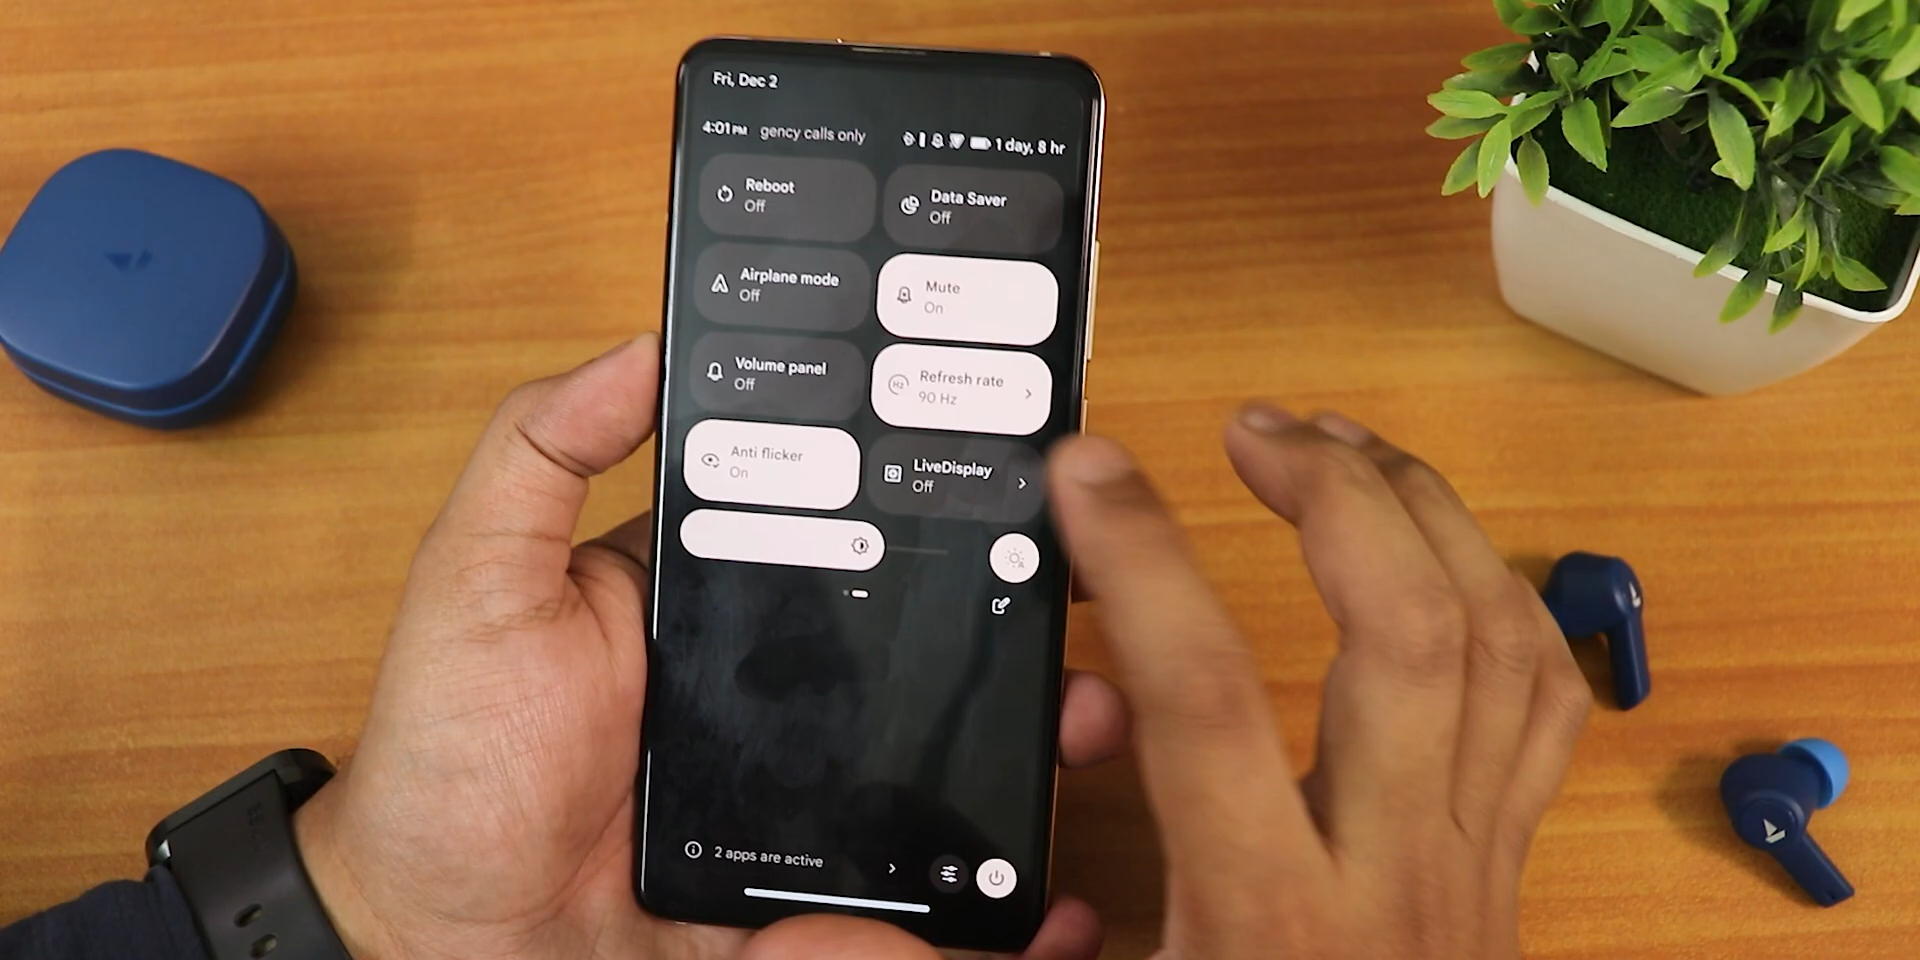 Fri, Dec 2
4:01 PM gency calls only 1 day, 8 hr
Reboot
Off
Data Saver
Off
Airplane mode
Off
Mute
On
Volume panel
Off
Refresh rate
90 Hz
Anti flicker
On
LiveDisplay
Off
2 apps are active